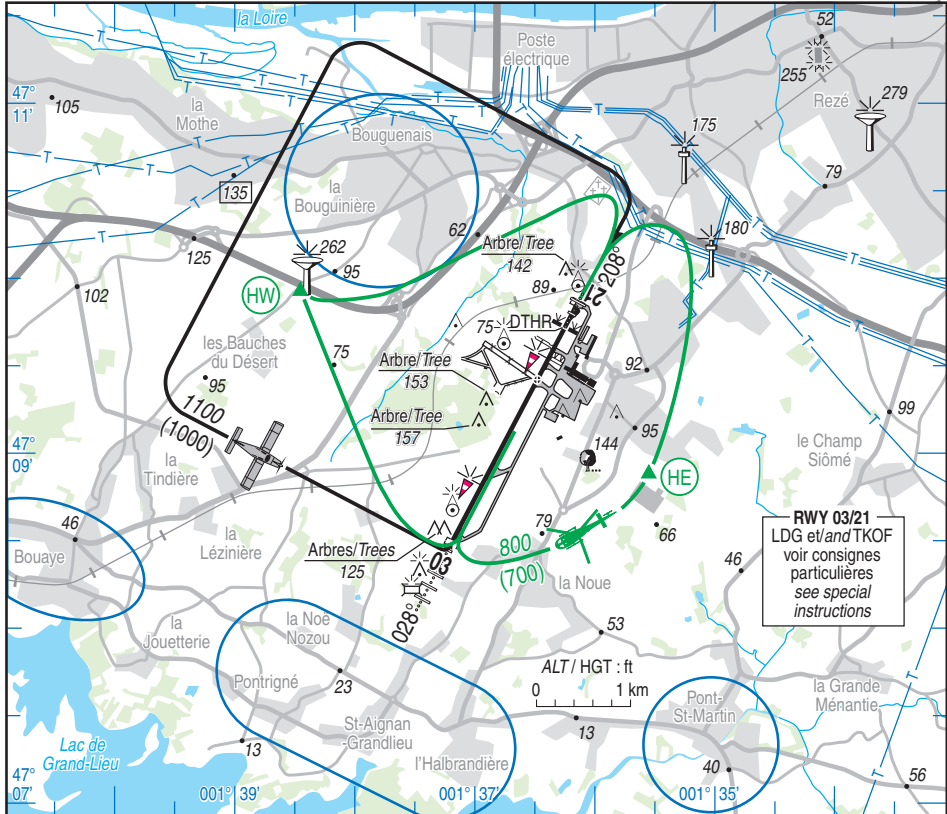 la Loire
52
Poste
électrique
255
47°
11'
105
279
Rezé
la
Mothe
T
T
T
T
175
T
Bouguenais
T
T
T
79
135
la
Bouguinière
T
180
125
262
62
Arbre/Tree
142
208°
95
21
HW
89
T
102
75
DTHR
les Bauches
du Désert
75
Arbre/Tree
153
92
95
1100
(1000)
Arbre/Tree
157
95
99
47°
09'
144
le Champ
Siômé
la
Tindière
HE
46
Bouaye
la
Lézinière
79
66
RWY 03/21
LDG et/and TKOF
voir consignes
particulières
see special
instructions
Arbres/Trees
125
03
800
(700)
46
la Noue
028°
la
Jouetterie
la Noë
Nozou
53
ALT / HGT : ft
0
1 km
Pontrigné
23
la Grande
Ménantie
Pont-
St-Martin
St-Aignan
-Grandlieu
13
13
Lac de
Grand-Lieu
l'Halbrandière
T
40
56
47°
07'
001° 39'
001° 37'
001° 35'